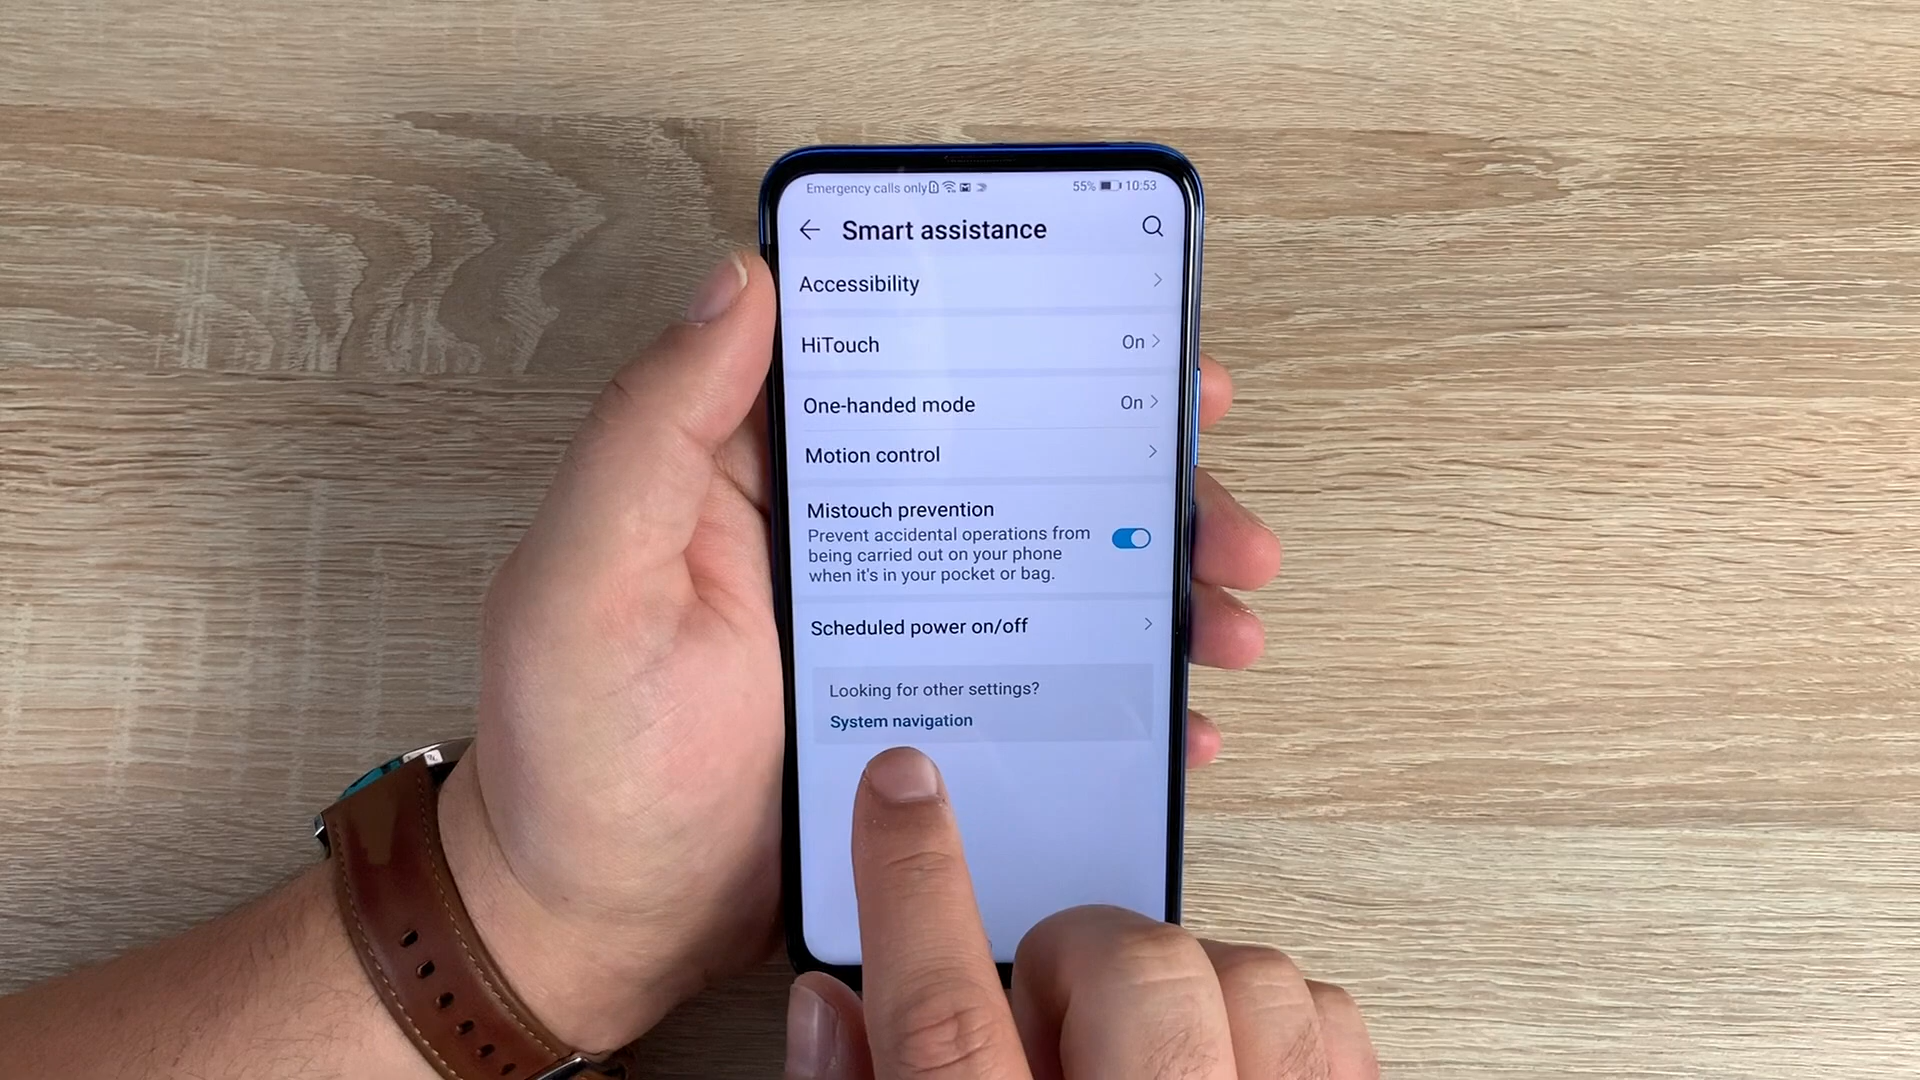 Emergency calls only
55% 10:53
Smart assistance
Accessibility
HiTouch On
One-handed mode On
Motion control
Mistouch prevention
Prevent accidental operations from
being carried out on your phone
when it's in your pocket or bag.
Scheduled power on/off
Looking for other settings?
System navigation